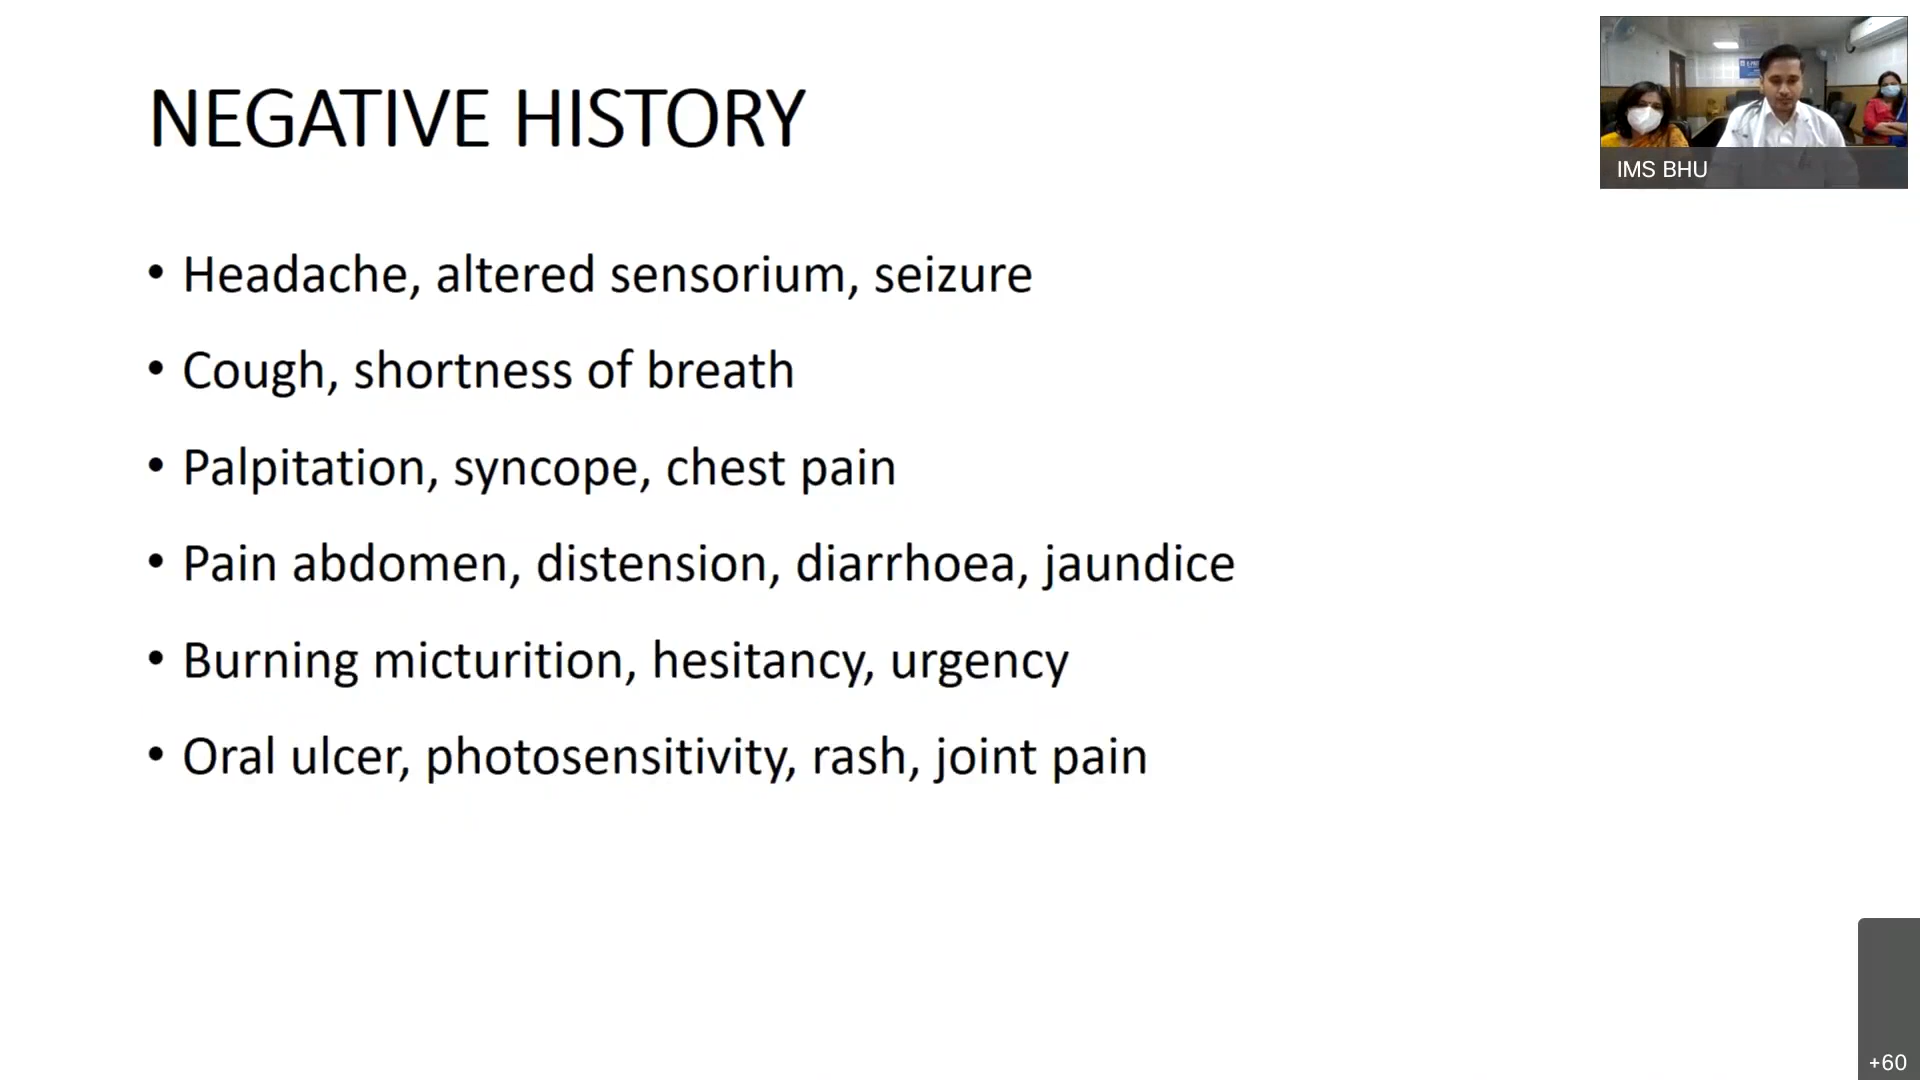 NEGATIVE HISTORY
• Headache, altered sensorium, seizure
• Cough, shortness of breath
• Palpitation, syncope, chest pain
• Pain abdomen, distension, diarrhoea, jaundice
• Burning micturition, hesitancy, urgency
• Oral ulcer, photosensitivity, rash, joint pain
IMS BHU
+60